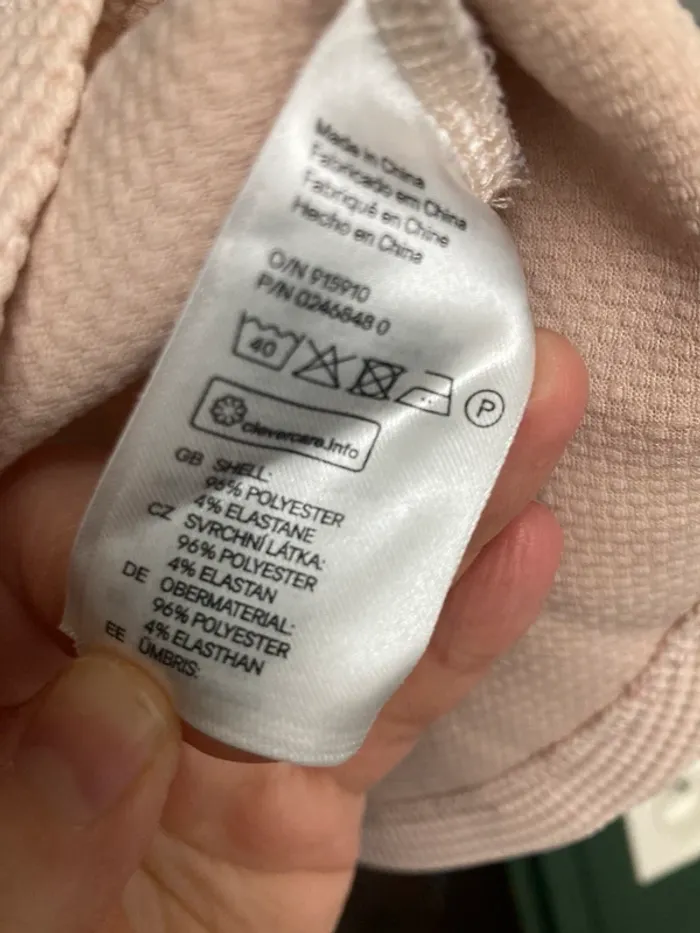 Made in China
Fabricado em China
Fabriqué en Chine
Hecho en China
O/N 915910
P/N 0246848 0
40
P
clevercare.info
GB SHELL:
96% POLYESTER
4% ELASTANE
CZ SVRCHNÍ LÁTKA:
96% POLYESTER
4% ELASTAN
DE OBERMATERIAL:
96% POLYESTER
4% ELASTHAN
EE ÜMBRIS: